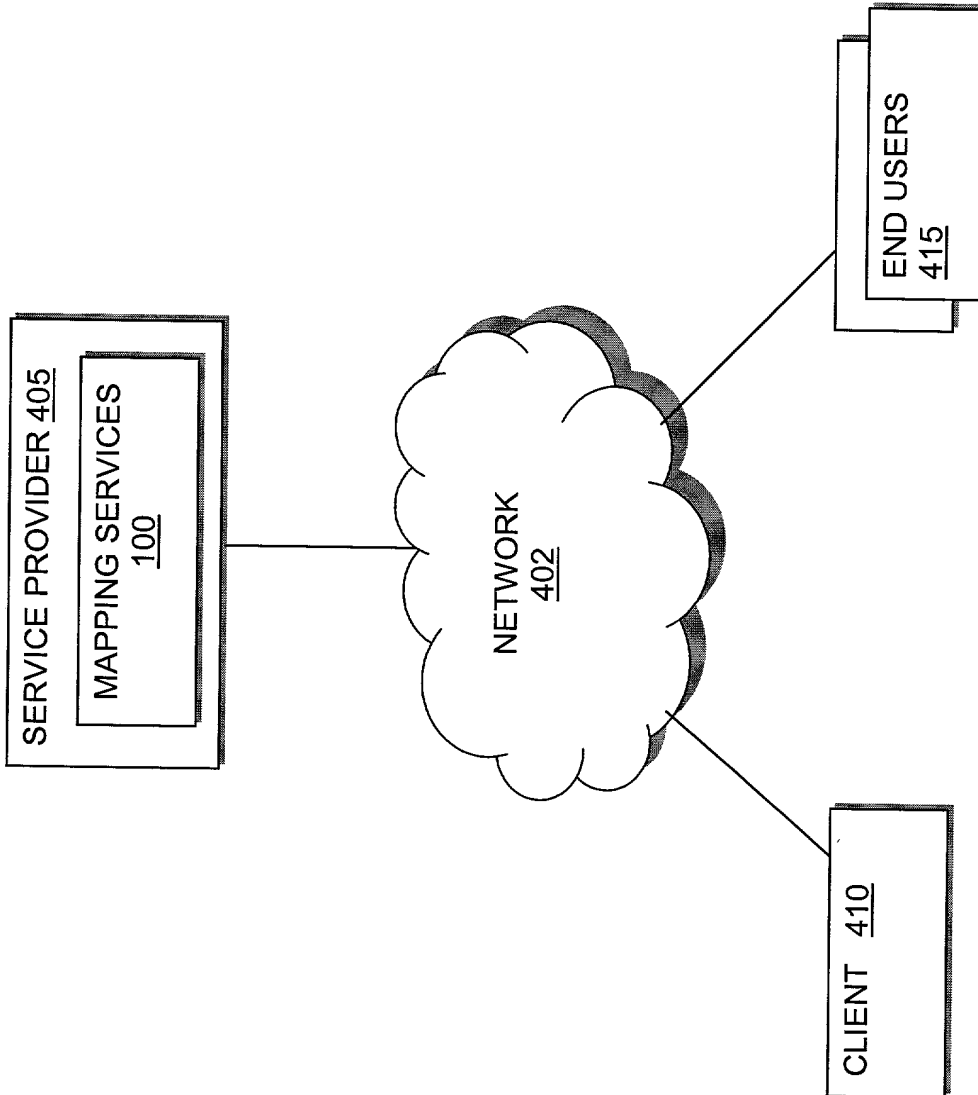 SERVICE PROVIDER 405
MAPPING SERVICES
100
NETWORK
402
CLIENT 410
END USERS
415